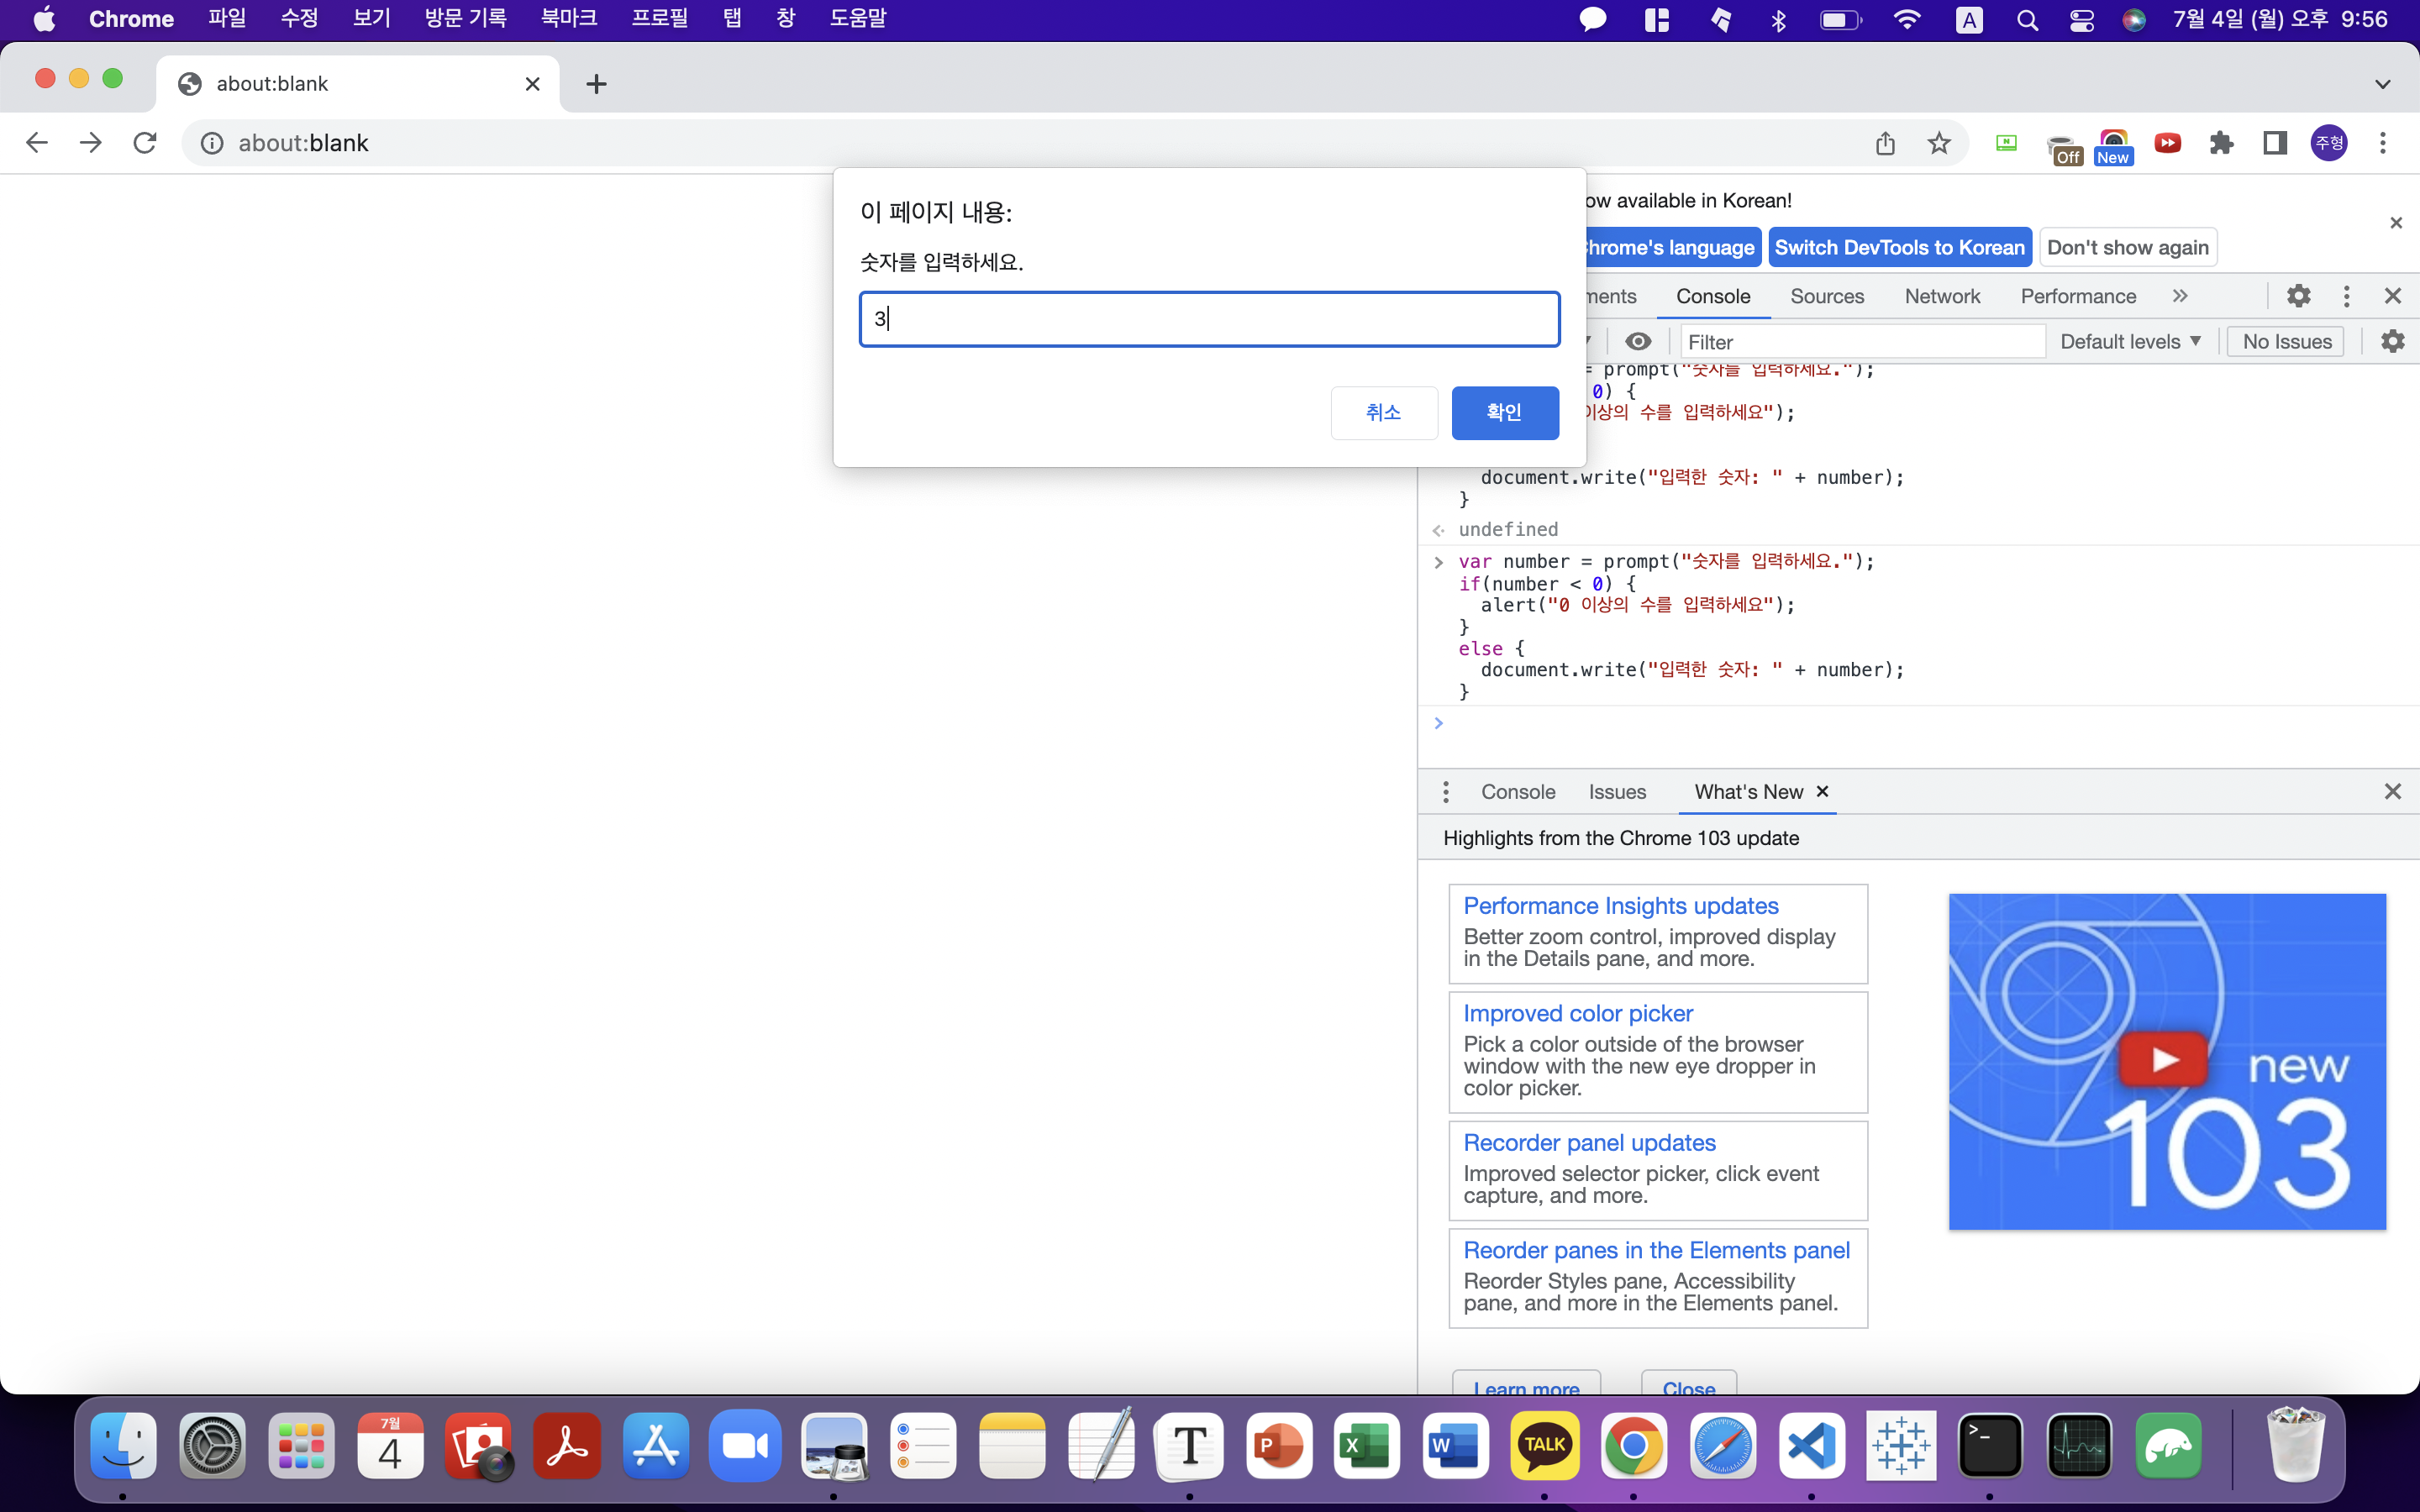 Chrome 파일 수정 보기 방문 기록 북마크 프로필 탭 창 도움말 A 7월 4일 (월) 오후 9:56
about:blank
about:blank
N Off New 주형
이 페이지 내용:
숫자를 입력하세요.
3
취소 확인
ow available in Korean!
hrome's language Switch DevTools to Korean Don't show again
ments Console Sources Network Performance
Filter Default levels No Issues
= prompt("숫자를 입력하세요.");
0) {
이상의 수를 입력하세요");
document.write("입력한 숫자: " + number);
}
undefined
var number = prompt("숫자를 입력하세요.");
if(number < 0) {
alert("0 이상의 수를 입력하세요");
}
else {
document.write("입력한 숫자: " + number);
}
Console Issues What's New
Highlights from the Chrome 103 update
Performance Insights updates
Better zoom control, improved display
in the Details pane, and more.
Improved color picker
Pick a color outside of the browser
window with the new eye dropper in
color picker.
Recorder panel updates
Improved selector picker, click event
capture, and more.
Reorder panes in the Elements panel
Reorder Styles pane, Accessibility
pane, and more in the Elements panel.
new
103
Learn more Close
7월
4
T P X W TALK >_